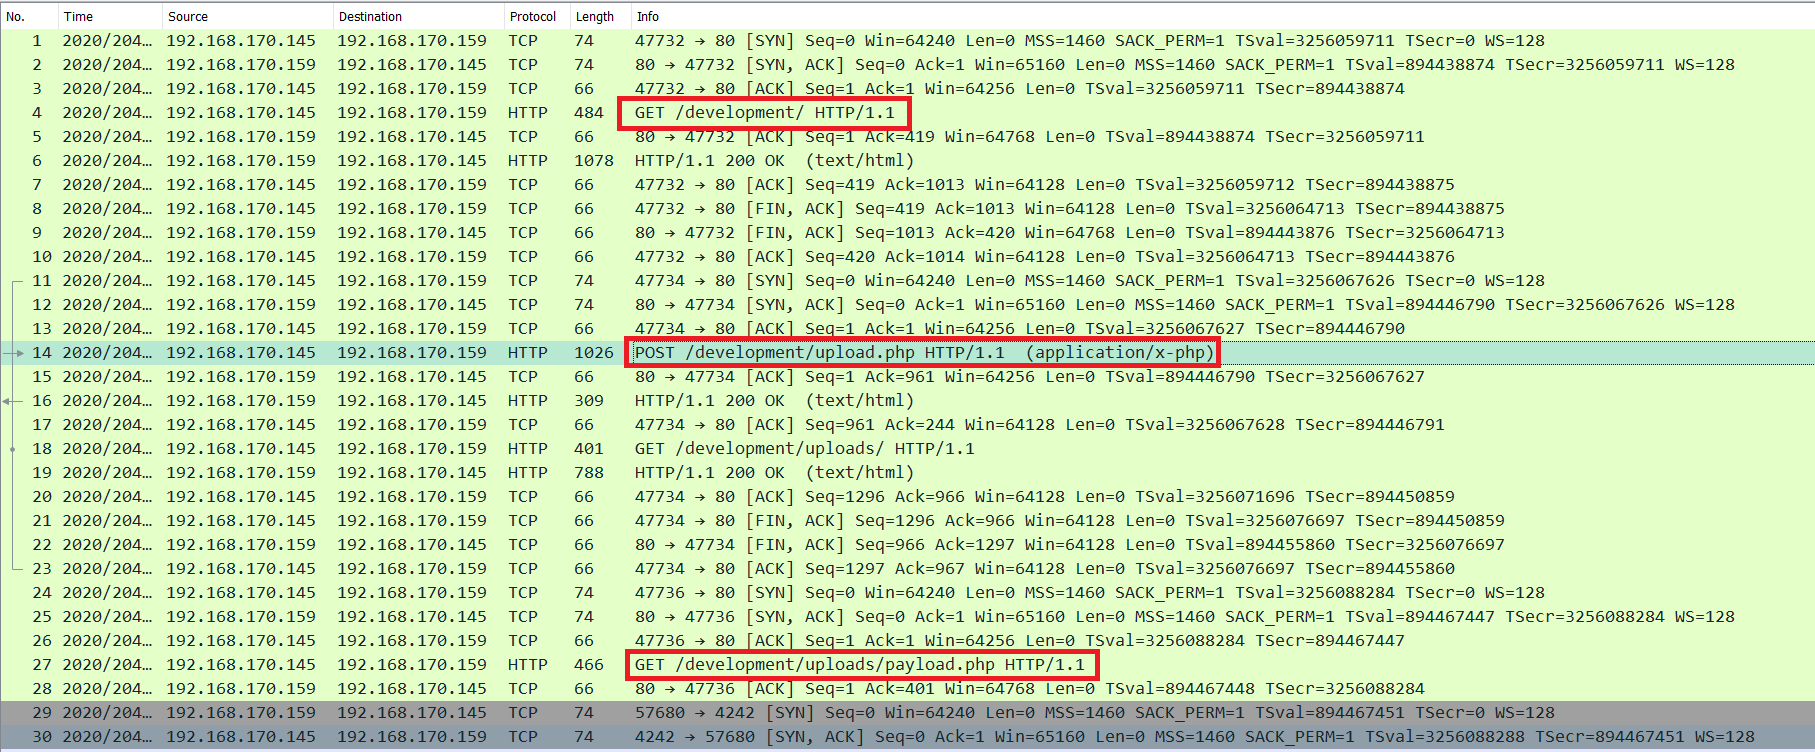 No. Time Source Destination Protocol Length Info
1 2020/204… 192.168.170.145 192.168.170.159 TCP 74 47732 → 80 [SYN] Seq=0 Win=64240 Len=0 MSS=1460 SACK_PERM=1 TSval=3256059711 TSecr=0 WS=128
2 2020/204… 192.168.170.159 192.168.170.145 TCP 74 80 → 47732 [SYN, ACK] Seq=0 Ack=1 Win=65160 Len=0 MSS=1460 SACK_PERM=1 TSval=894438874 TSecr=3256059711 WS=128
3 2020/204… 192.168.170.145 192.168.170.159 TCP 66 47732 → 80 [ACK] Seq=1 Ack=1 Win=64256 Len=0 TSval=3256059711 TSecr=894438874
4 2020/204… 192.168.170.145 192.168.170.159 HTTP 484 GET /development/ HTTP/1.1
5 2020/204… 192.168.170.159 192.168.170.145 TCP 66 80 → 47732 [ACK] Seq=1 Ack=419 Win=64768 Len=0 TSval=894438874 TSecr=3256059711
6 2020/204… 192.168.170.159 192.168.170.145 HTTP 1078 HTTP/1.1 200 OK (text/html)
7 2020/204… 192.168.170.145 192.168.170.159 TCP 66 47732 → 80 [ACK] Seq=419 Ack=1013 Win=64128 Len=0 TSval=3256059712 TSecr=894438875
8 2020/204… 192.168.170.145 192.168.170.159 TCP 66 47732 → 80 [FIN, ACK] Seq=419 Ack=1013 Win=64128 Len=0 TSval=3256064713 TSecr=894438875
9 2020/204… 192.168.170.159 192.168.170.145 TCP 66 80 → 47732 [FIN, ACK] Seq=1013 Ack=420 Win=64768 Len=0 TSval=894443876 TSecr=3256064713
10 2020/204… 192.168.170.145 192.168.170.159 TCP 66 47732 → 80 [ACK] Seq=420 Ack=1014 Win=64128 Len=0 TSval=3256064713 TSecr=894443876
11 2020/204… 192.168.170.145 192.168.170.159 TCP 74 47734 → 80 [SYN] Seq=0 Win=64240 Len=0 MSS=1460 SACK_PERM=1 TSval=3256067626 TSecr=0 WS=128
12 2020/204… 192.168.170.159 192.168.170.145 TCP 74 80 → 47734 [SYN, ACK] Seq=0 Ack=1 Win=65160 Len=0 MSS=1460 SACK_PERM=1 TSval=894446790 TSecr=3256067626 WS=128
13 2020/204… 192.168.170.145 192.168.170.159 TCP 66 47734 → 80 [ACK] Seq=1 Ack=1 Win=64256 Len=0 TSval=3256067627 TSecr=894446790
14 2020/204… 192.168.170.145 192.168.170.159 HTTP 1026 POST /development/upload.php HTTP/1.1 (application/x-php)
15 2020/204… 192.168.170.159 192.168.170.145 TCP 66 80 → 47734 [ACK] Seq=1 Ack=961 Win=64256 Len=0 TSval=894446790 TSecr=3256067627
16 2020/204… 192.168.170.159 192.168.170.145 HTTP 309 HTTP/1.1 200 OK (text/html)
17 2020/204… 192.168.170.145 192.168.170.159 TCP 66 47734 → 80 [ACK] Seq=961 Ack=244 Win=64128 Len=0 TSval=3256067628 TSecr=894446791
18 2020/204… 192.168.170.145 192.168.170.159 HTTP 401 GET /development/uploads/ HTTP/1.1
19 2020/204… 192.168.170.159 192.168.170.145 HTTP 788 HTTP/1.1 200 OK (text/html)
20 2020/204… 192.168.170.145 192.168.170.159 TCP 66 47734 → 80 [ACK] Seq=1296 Ack=966 Win=64128 Len=0 TSval=3256071696 TSecr=894450859
21 2020/204… 192.168.170.145 192.168.170.159 TCP 66 47734 → 80 [FIN, ACK] Seq=1296 Ack=966 Win=64128 Len=0 TSval=3256076697 TSecr=894450859
22 2020/204… 192.168.170.159 192.168.170.145 TCP 66 80 → 47734 [FIN, ACK] Seq=966 Ack=1297 Win=64128 Len=0 TSval=894455860 TSecr=3256076697
23 2020/204… 192.168.170.145 192.168.170.159 TCP 66 47734 → 80 [ACK] Seq=1297 Ack=967 Win=64128 Len=0 TSval=3256076697 TSecr=894455860
24 2020/204… 192.168.170.145 192.168.170.159 TCP 74 47736 → 80 [SYN] Seq=0 Win=64240 Len=0 MSS=1460 SACK_PERM=1 TSval=3256088284 TSecr=0 WS=128
25 2020/204… 192.168.170.159 192.168.170.145 TCP 74 80 → 47736 [SYN, ACK] Seq=0 Ack=1 Win=65160 Len=0 MSS=1460 SACK_PERM=1 TSval=894467447 TSecr=3256088284 WS=128
26 2020/204… 192.168.170.145 192.168.170.159 TCP 66 47736 → 80 [ACK] Seq=1 Ack=1 Win=64256 Len=0 TSval=3256088284 TSecr=894467447
27 2020/204… 192.168.170.145 192.168.170.159 HTTP 466 GET /development/uploads/payload.php HTTP/1.1
28 2020/204… 192.168.170.159 192.168.170.145 TCP 66 80 → 47736 [ACK] Seq=1 Ack=401 Win=64768 Len=0 TSval=894467448 TSecr=3256088284
29 2020/204… 192.168.170.159 192.168.170.145 TCP 74 57680 → 4242 [SYN] Seq=0 Win=64240 Len=0 MSS=1460 SACK_PERM=1 TSval=894467451 TSecr=0 WS=128
30 2020/204… 192.168.170.145 192.168.170.159 TCP 74 4242 → 57680 [SYN, ACK] Seq=0 Ack=1 Win=65160 Len=0 MSS=1460 SACK_PERM=1 TSval=3256088288 TSecr=894467451 WS=128